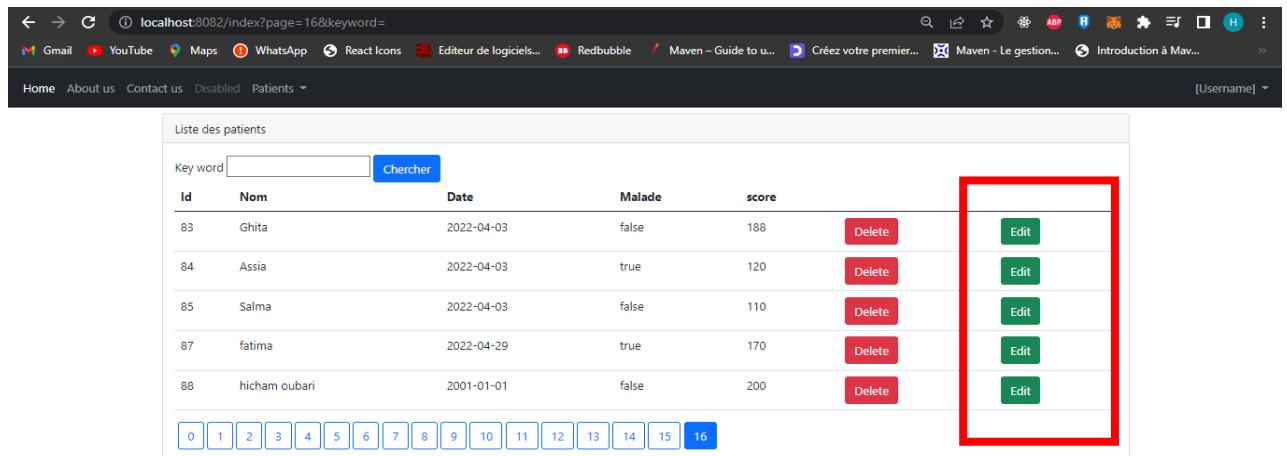 localhost:8082/index?page=16&keyword=
Gmail YouTube Maps WhatsApp React Icons Editeur de logiciels... Redbubble Maven – Guide to u... Créez votre premier... Maven - Le gestion... Introduction à Mav... »
Home About us Contact us Disabled Patients [Username]
Liste des patients
Key word Chercher
Id Nom Date Malade score
83 Ghita 2022-04-03 false 188 Delete Edit
84 Assia 2022-04-03 true 120 Delete Edit
85 Salma 2022-04-03 false 110 Delete Edit
87 fatima 2022-04-29 true 170 Delete Edit
88 hicham oubari 2001-01-01 false 200 Delete Edit
0 1 2 3 4 5 6 7 8 9 10 11 12 13 14 15 16